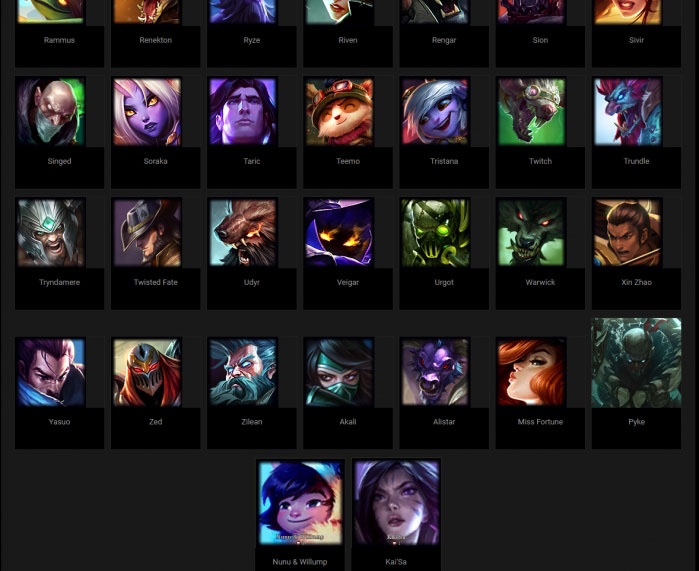 Rammus
Renekton
Ryze
Riven
Rengar
Sion
Sivir
Singed
Soraka
Taric
Teemo
Tristana
Twitch
Trundle
Tryndamere
Twisted Fate
Udyr
Veigar
Urgot
Warwick
Xin Zhao
Yasuo
Zed
Zilean
Akali
Alistar
Miss Fortune
Pyke
Nunu & Willump
Kai'Sa